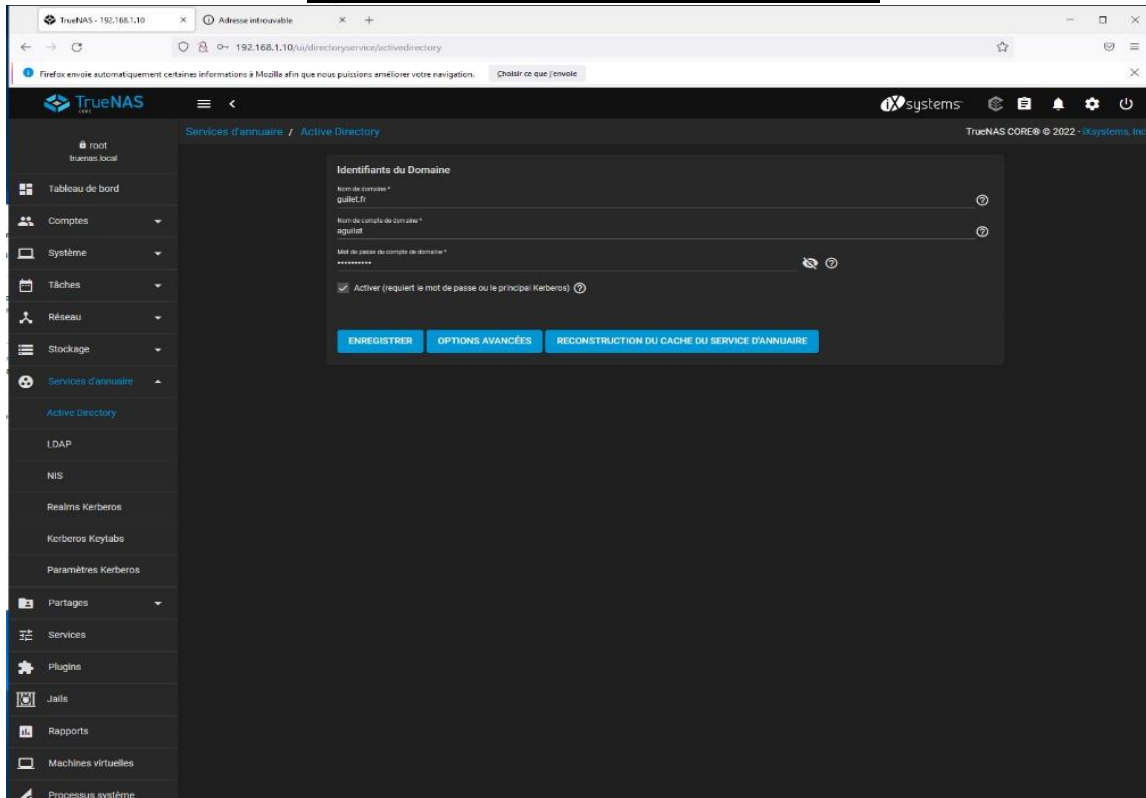 TrueNAS - 192.168.1.10
Adresse introuvable
192.168.1.10/ui/directoryservice/activedirectory
Firefox envoie automatiquement certaines informations à Mozilla afin que nous puissions améliorer votre navigation. Choisir ce que j'envoie
TrueNAS
CORE
iXsystems
root
truenas.local
Services d'annuaire / Active Directory
TrueNAS CORE® © 2022 - iXsystems, Inc
Identifiants du Domaine
Nom de domaine *
guilet.fr
Nom de compte de domaine *
aguilet
Mot de passe du compte de domaine *
••••••••••
Activer (requiert le mot de passe ou le principal Kerberos)
ENREGISTRER
OPTIONS AVANCÉES
RECONSTRUCTION DU CACHE DU SERVICE D'ANNUAIRE
Tableau de bord
Comptes
Système
Tâches
Réseau
Stockage
Services d'annuaire
Active Directory
LDAP
NIS
Realms Kerberos
Kerberos Keytabs
Paramètres Kerberos
Partages
Services
Plugins
Jails
Rapports
Machines virtuelles
Processus système